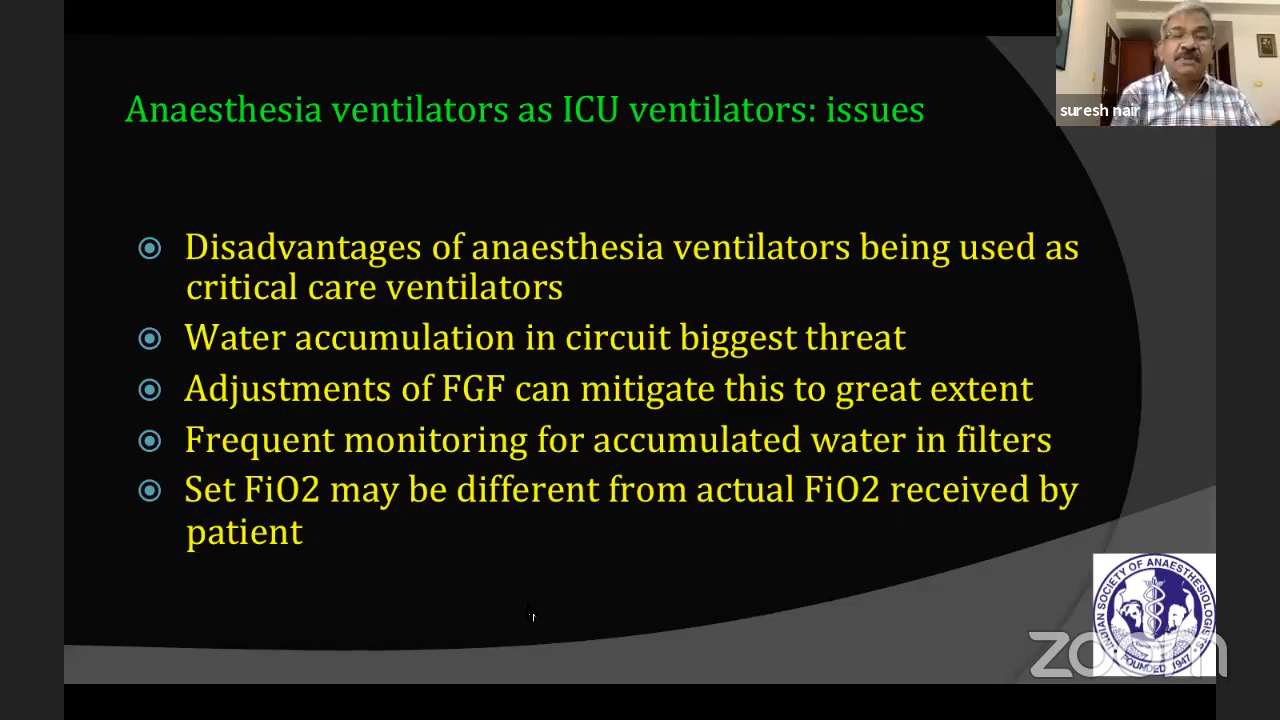 Anaesthesia ventilators as ICU ventilators: issues
suresh nair
Disadvantages of anaesthesia ventilators being used as
critical care ventilators
Water accumulation in circuit biggest threat
Adjustments of FGF can mitigate this to great extent
Frequent monitoring for accumulated water in filters
Set FiO2 may be different from actual FiO2 received by
patient
INDIAN SOCIETY OF ANAESTHESIOLOGISTS
FOUNDED 1947
zoom